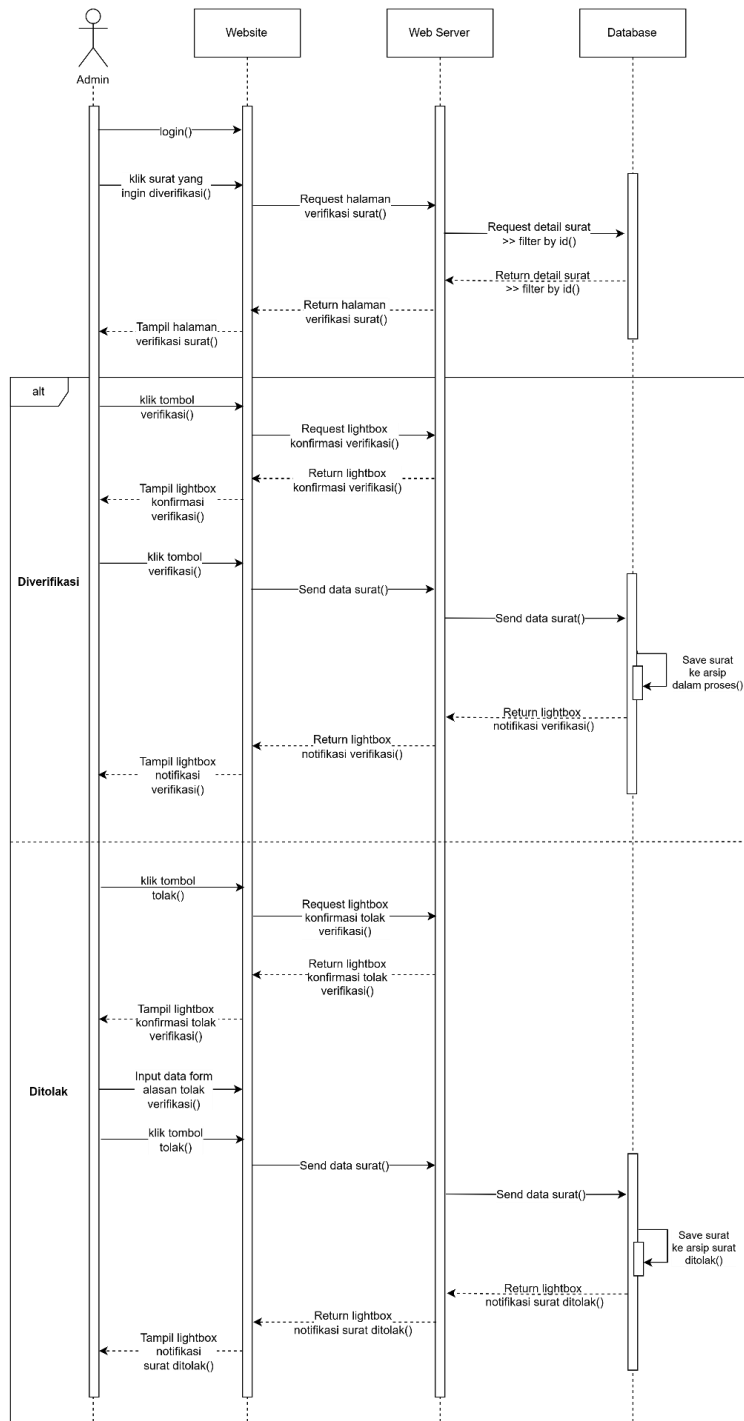 Website
Web Server
Database
Admin
login()
klik surat yang
ingin diverifikasi()
Request halaman
verifikasi surat()
Request detail surat
>> filter by id()
Return detail surat
>> filter by id()
Return halaman
verifikasi surat()
Tampil halaman
verifikasi surat()
alt
klik tombol
verifikasi()
Request lightbox
konfirmasi verifikasi()
Return lightbox
konfirmasi verifikasi()
Tampil lightbox
konfirmasi
verifikasi()
klik tombol
verifikasi()
Diverifikasi
Send data surat()
Send data surat()
Save surat
ke arsip
dalam proses()
Return lightbox
notifikasi verifikasi()
Return lightbox
notifikasi verifikasi()
Tampil lightbox
notifikasi
verifikasi()
klik tombol
tolak()
Request lightbox
konfirmasi tolak
verifikasi()
Return lightbox
konfirmasi tolak
verifikasi()
Tampil lightbox
konfirmasi tolak
verifikasi()
Ditolak
Input data form
alasan tolak
verifikasi()
klik tombol
tolak()
Send data surat()
Send data surat()
Save surat
ke arsip surat
ditolak()
Return lightbox
notifikasi surat ditolak()
Return lightbox
notifikasi surat ditolak()
Tampil lightbox
notifikasi
surat ditolak()